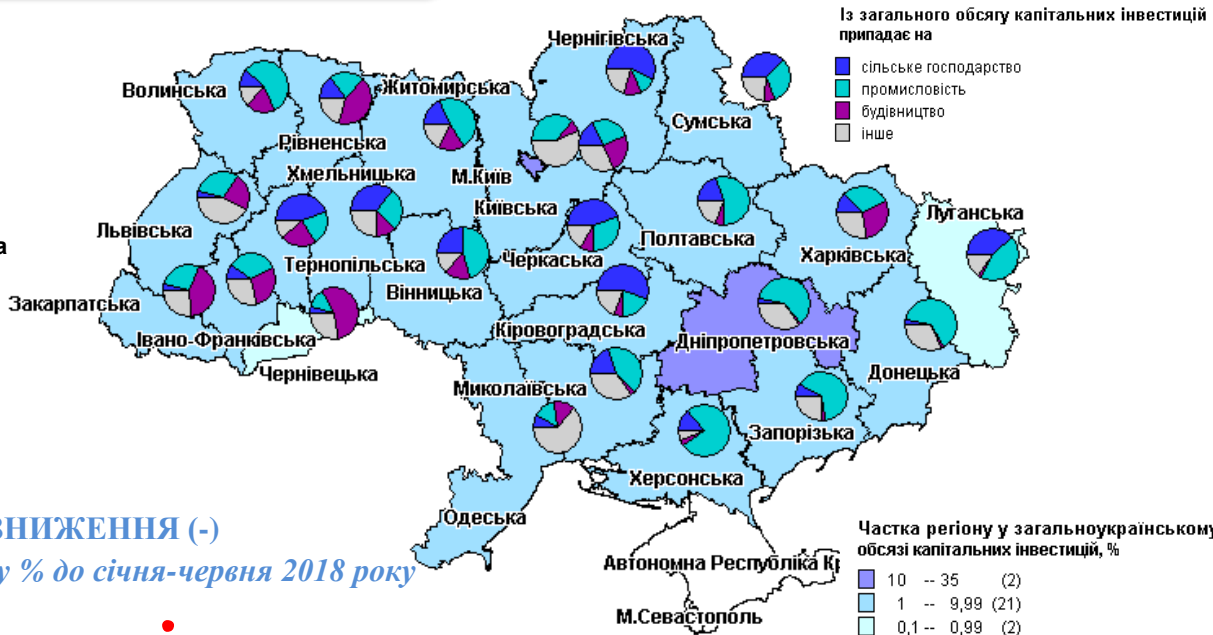 Із загального обсягу капітальних інвестицій
припадає на
сільське господарство
промисловість
будівництво
інше
Чернігівська
Волинська
Житомирська
Сумська
Рівненська
Хмельницька
М.Київ
Київська
Луганська
Львівська
Полтавська
Харківська
а
Тернопільська
Черкаська
Вінницька
Закарпатська
Кіровоградська
Івано-Франківська
Дніпропетровська
Чернівецька
Донецька
Миколаївська
Запорізька
Херсонська
Одеська
ЗНИЖЕННЯ (-)
у % до січня-червня 2018 року
Частка регіону у загальноукраїнському
обсязі капітальних інвестицій, %
Автономна Республіка Кр
10 -- 35 (2)
1 -- 9,99 (21)
М.Севастополь
0,1 -- 0,99 (2)